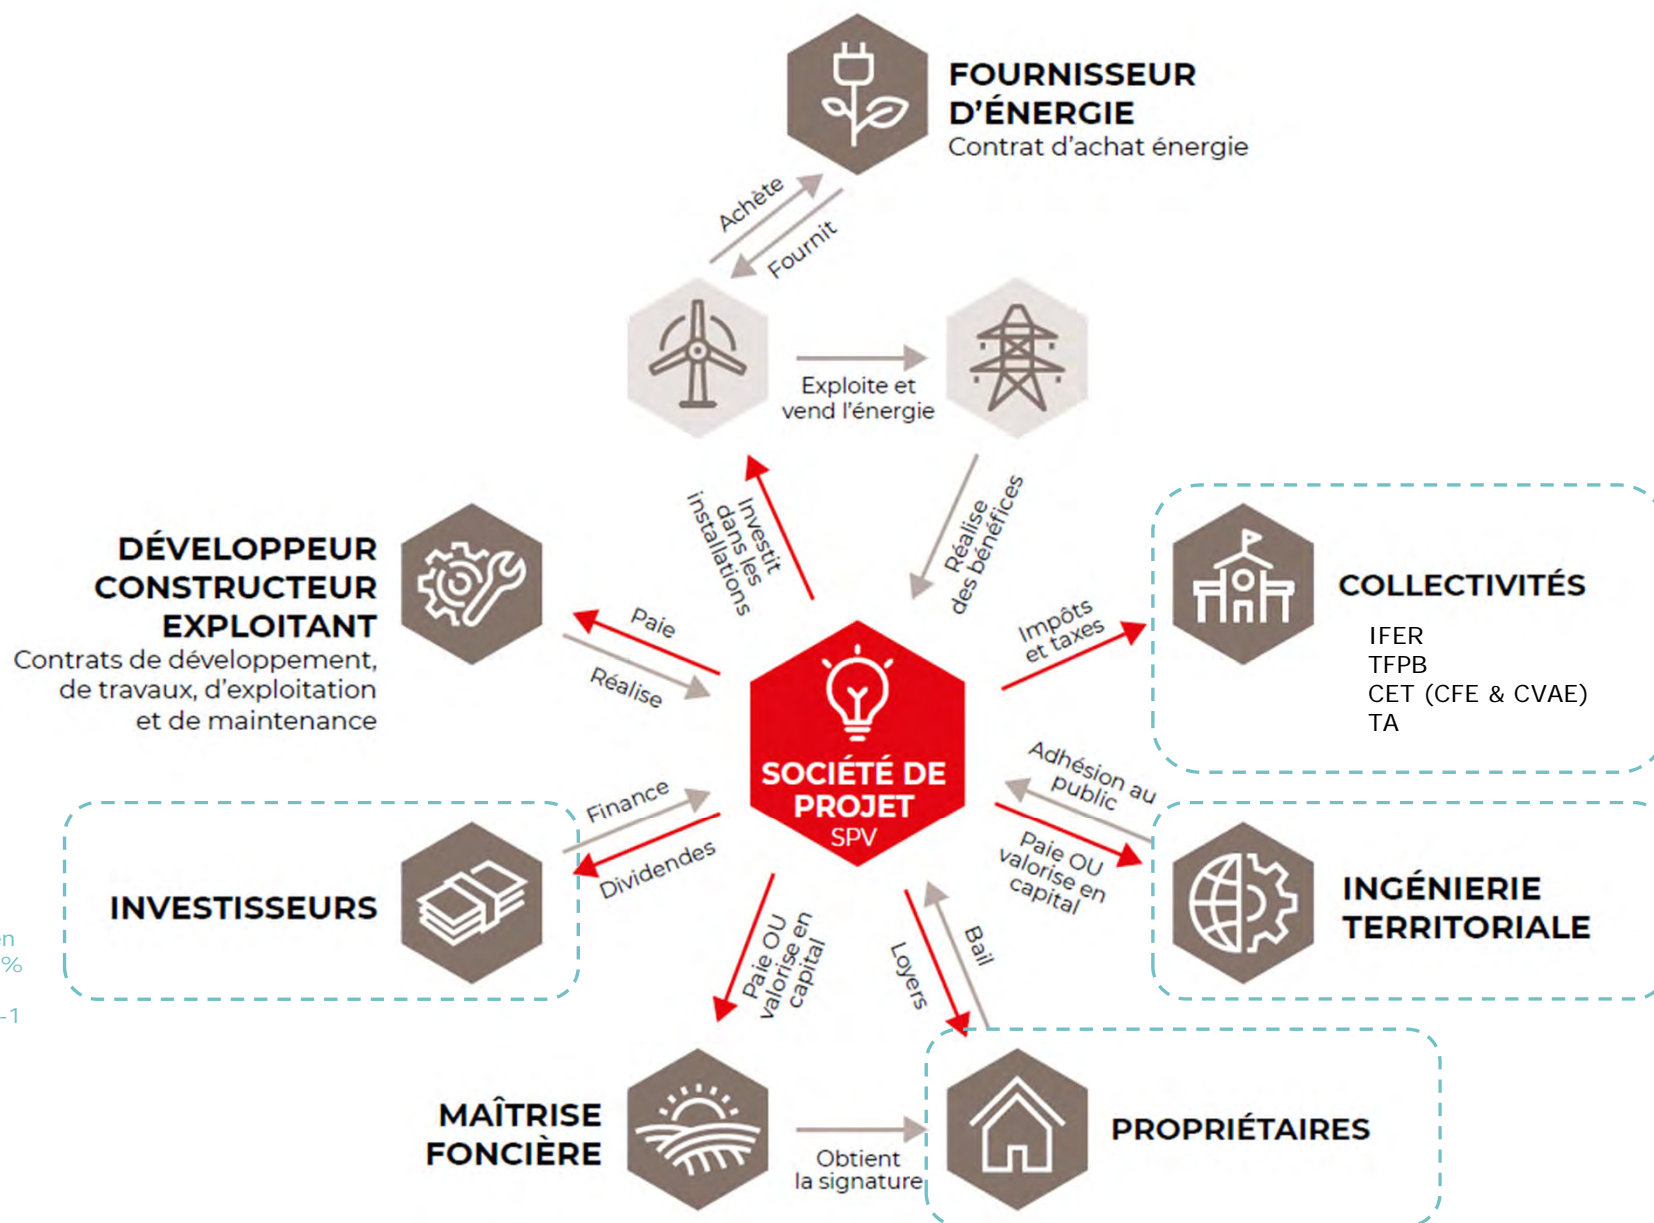 FOURNISSEUR
D'ÉNERGIE
Contrat d'achat énergie
Achète
Fournit
Exploite et
vend l'énergie
Investit
dans les
installations
Réalise
des bénéfices
DÉVELOPPEUR
CONSTRUCTEUR
EXPLOITANT
Contrats de développement,
de travaux, d'exploitation
et de maintenance
Paie
Réalise
Impôts
et taxes
COLLECTIVITÉS
IFER
TFPB
CET (CFE & CVAE)
TA
SOCIÉTÉ DE
PROJET
SPV
Adhésion au
public
Paie OU
valorise en
capital
INGÉNIERIE
TERRITORIALE
Finance
Dividendes
INVESTISSEURS
%
-1
Paie OU
valorise en
capital
Loyers
Bail
MAÎTRISE
FONCIÈRE
Obtient
la signature
PROPRIÉTAIRES